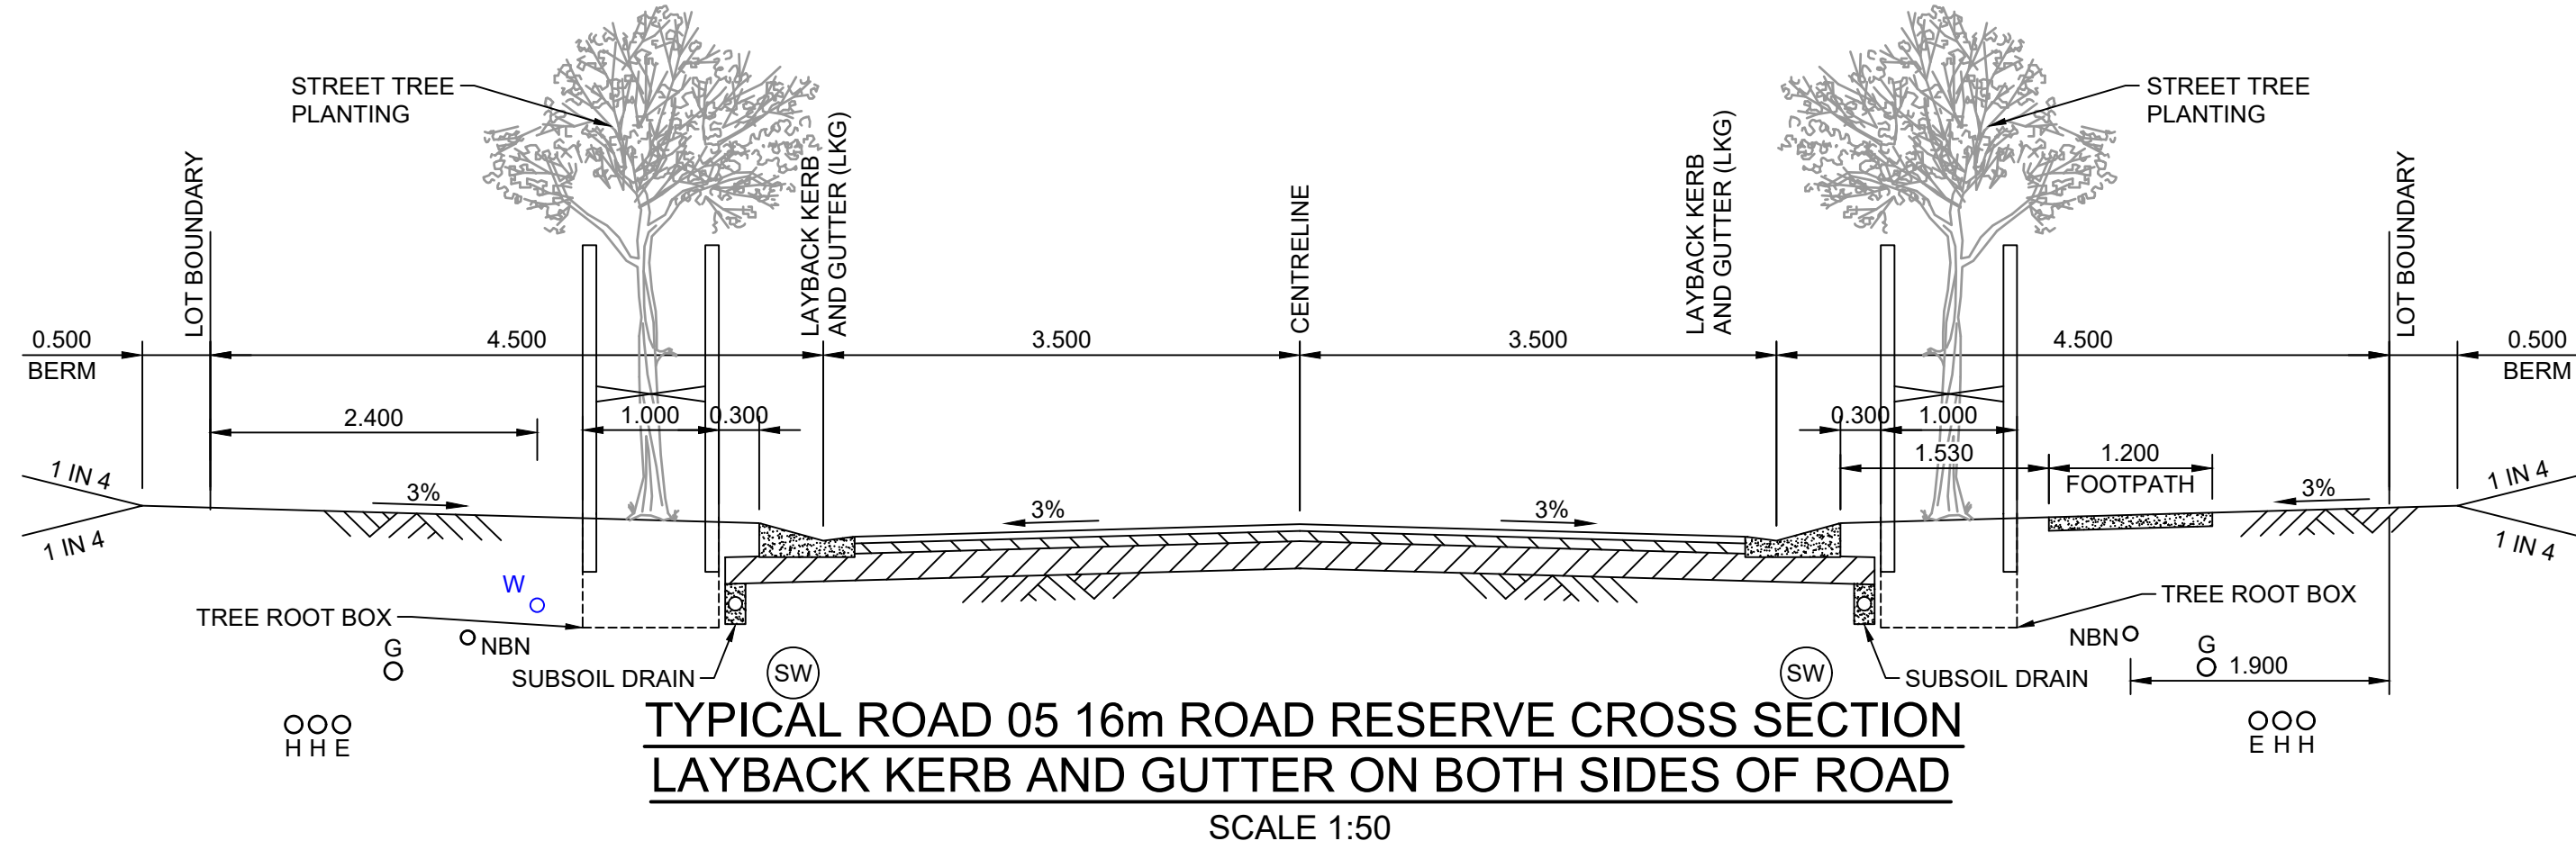 STREET TREE
PLANTING
STREET TREE
PLANTING
LOT BOUNDARY
LAYBACK KERB
AND GUTTER (LKG)
CENTRELINE
LAYBACK KERB
AND GUTTER (LKG)
LOT BOUNDARY
0.500
BERM
4.500
3.500
3.500
4.500
0.500
BERM
2.400
1.000
0.300
0.300
1.000
1.530
1.200
FOOTPATH
1 IN 4
1 IN 4
3%
3%
3%
3%
1 IN 4
1 IN 4
W
TREE ROOT BOX
G
NBN
SUBSOIL DRAIN
SW
H H E
TREE ROOT BOX
NBN
G
1.900
SW
SUBSOIL DRAIN
E H H
TYPICAL ROAD 05 16m ROAD RESERVE CROSS SECTION
LAYBACK KERB AND GUTTER ON BOTH SIDES OF ROAD
SCALE 1:50